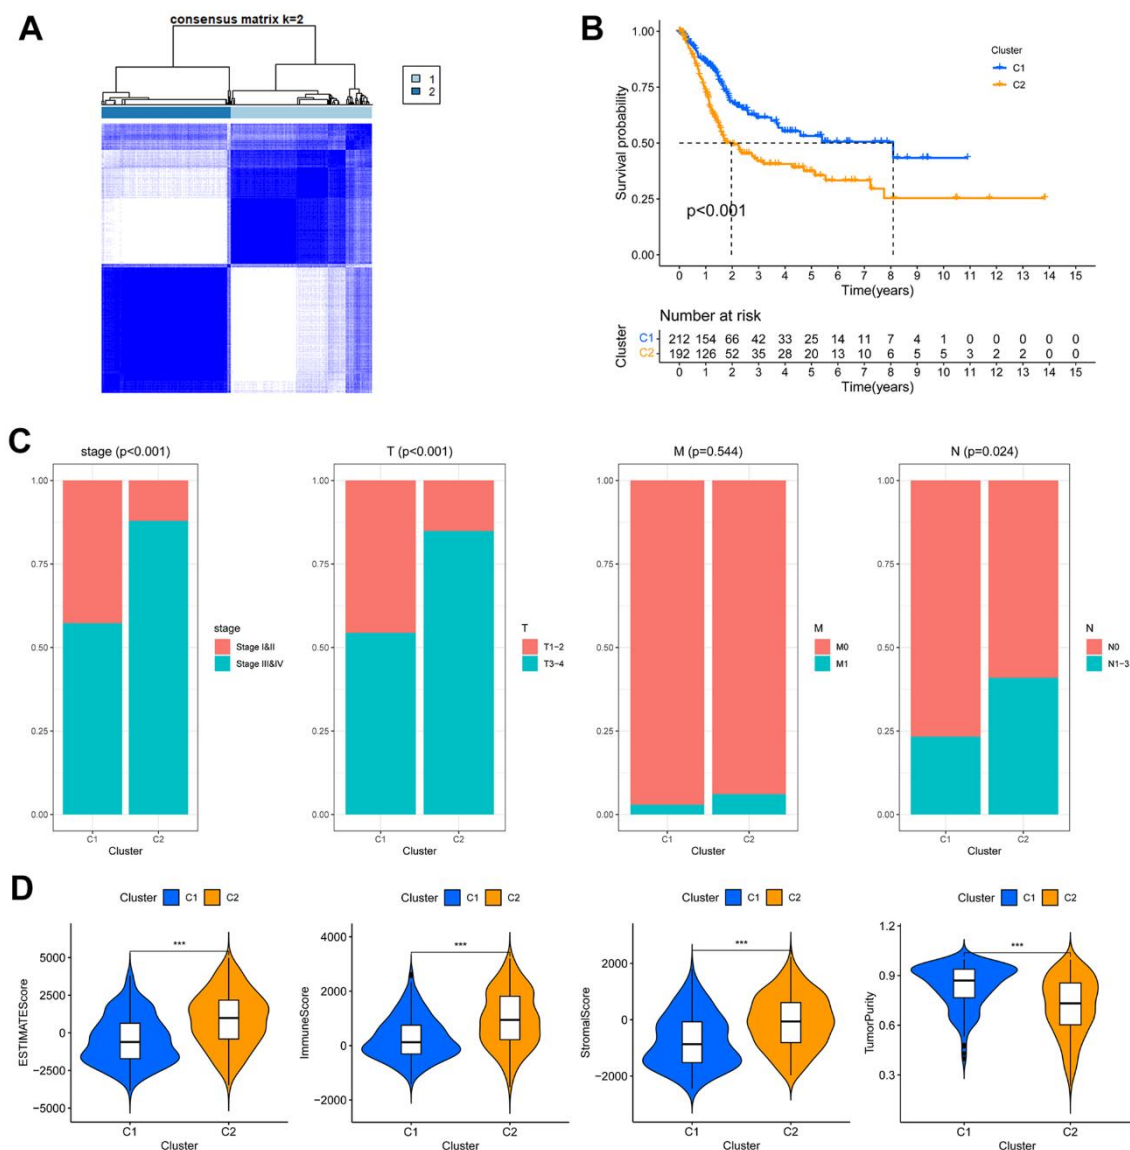 A
consensus matrix k=2
1
2
B
1.00
0.75
0.50
0.25
0.00
Survival probability
Cluster
C1
C2
p<0.001
0 1 2 3 4 5 6 7 8 9 10 11 12 13 14 15
Time(years)
Number at risk
Cluster
C1 212 154 66 42 33 25 14 11 7 4 1 0 0 0 0 0
C2 192 126 52 35 28 20 13 10 6 5 5 3 2 2 0 0
0 1 2 3 4 5 6 7 8 9 10 11 12 13 14 15
Time(years)
C
stage (p<0.001)
1.00
0.75
0.50
0.25
0.00
C1 C2
Cluster
stage
Stage I&II
Stage III&IV
T (p<0.001)
1.00
0.75
0.50
0.25
0.00
C1 C2
Cluster
T
T1-2
T3-4
M (p=0.544)
1.00
0.75
0.50
0.25
0.00
C1 C2
Cluster
M
M0
M1
N (p=0.024)
1.00
0.75
0.50
0.25
0.00
C1 C2
Cluster
N
N0
N1-3
D
Cluster C1 C2
ESTIMATEScore
5000
2500
0
-2500
-5000
***
C1 C2
Cluster
Cluster C1 C2
ImmuneScore
4000
2000
0
-2000
***
C1 C2
Cluster
Cluster C1 C2
StromalScore
2000
0
-2000
***
C1 C2
Cluster
Cluster C1 C2
TumorPurity
1.2
0.9
0.6
0.3
***
C1 C2
Cluster